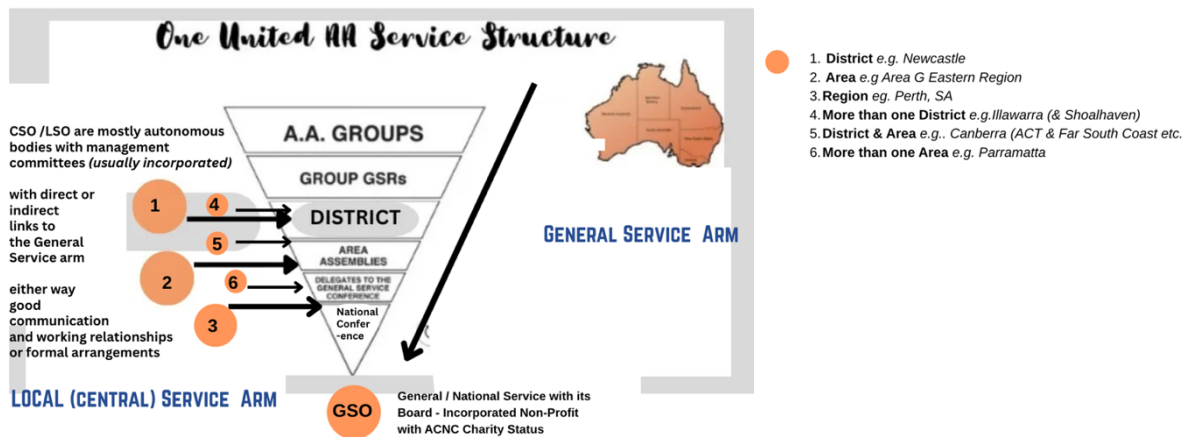 One United AA Service Structure
CSO /LSO are mostly autonomous
bodies with management
committees (usually incorporated)
with direct or
indirect
links to
the General
Service arm
either way
good
communication
and working relationships
or formal arrangements
LOCAL (CENTRAL) SERVICE ARM
1
4
5
2
6
3
A.A. GROUPS
GROUP GSRs
DISTRICT
AREA
ASSEMBLIES
DELEGATES TO THE
GENERAL SERVICE
CONFERENCE
National
Confer
-ence
GSO
General / National Service with its
Board - Incorporated Non-Profit
with ACNC Charity Status
GENERAL SERVICE ARM
1. District e.g. Newcastle
2. Area e.g Area G Eastern Region
3. Region eg. Perth, SA
4. More than one District e.g.Illawarra (& Shoalhaven)
5. District & Area e.g.. Canberra (ACT & Far South Coast etc.
6. More than one Area e.g. Parramatta